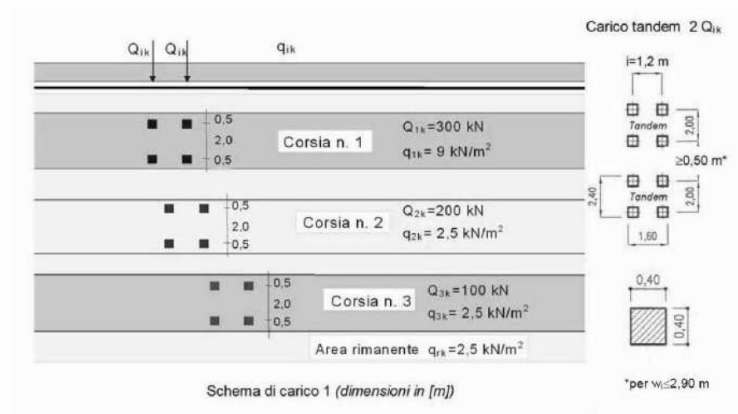 Carico tandem 2 Qik
Qik Qik qik
i=1,2 m
0,5
2,0
0,5
Corsia n. 1
Q1k=300 kN
q1k= 9 kN/m²
Tandem
2,00
≥0,50 m*
0,5
2,0
0,5
Corsia n. 2
Q2k=200 kN
q2k= 2,5 kN/m²
2,40
Tandem
2,00
1,60
0,5
2,0
0,5
Corsia n. 3
Q3k=100 kN
q3k= 2,5 kN/m²
0,40
0,40
Area rimanente qrk=2,5 kN/m²
Schema di carico 1 (dimensioni in [m])
*per wl≤2,90 m